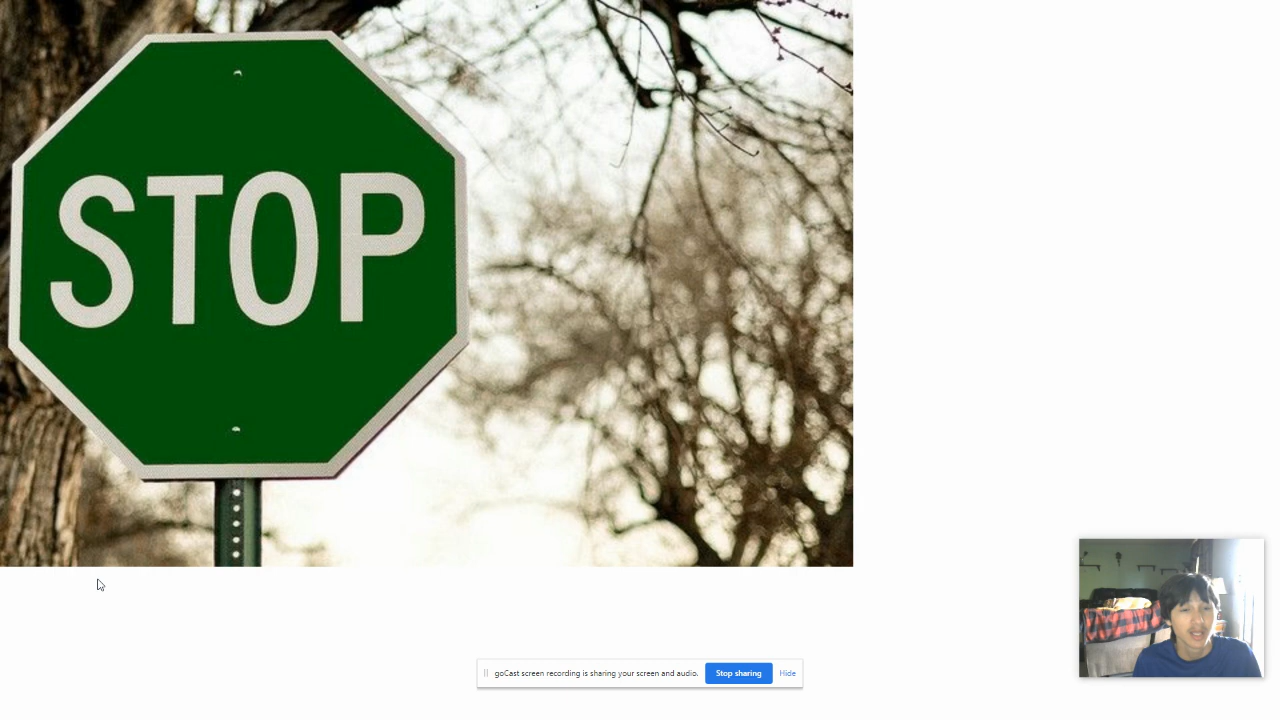 STOP
goCast screen recording is sharing your screen and audio.
Stop sharing
Hide